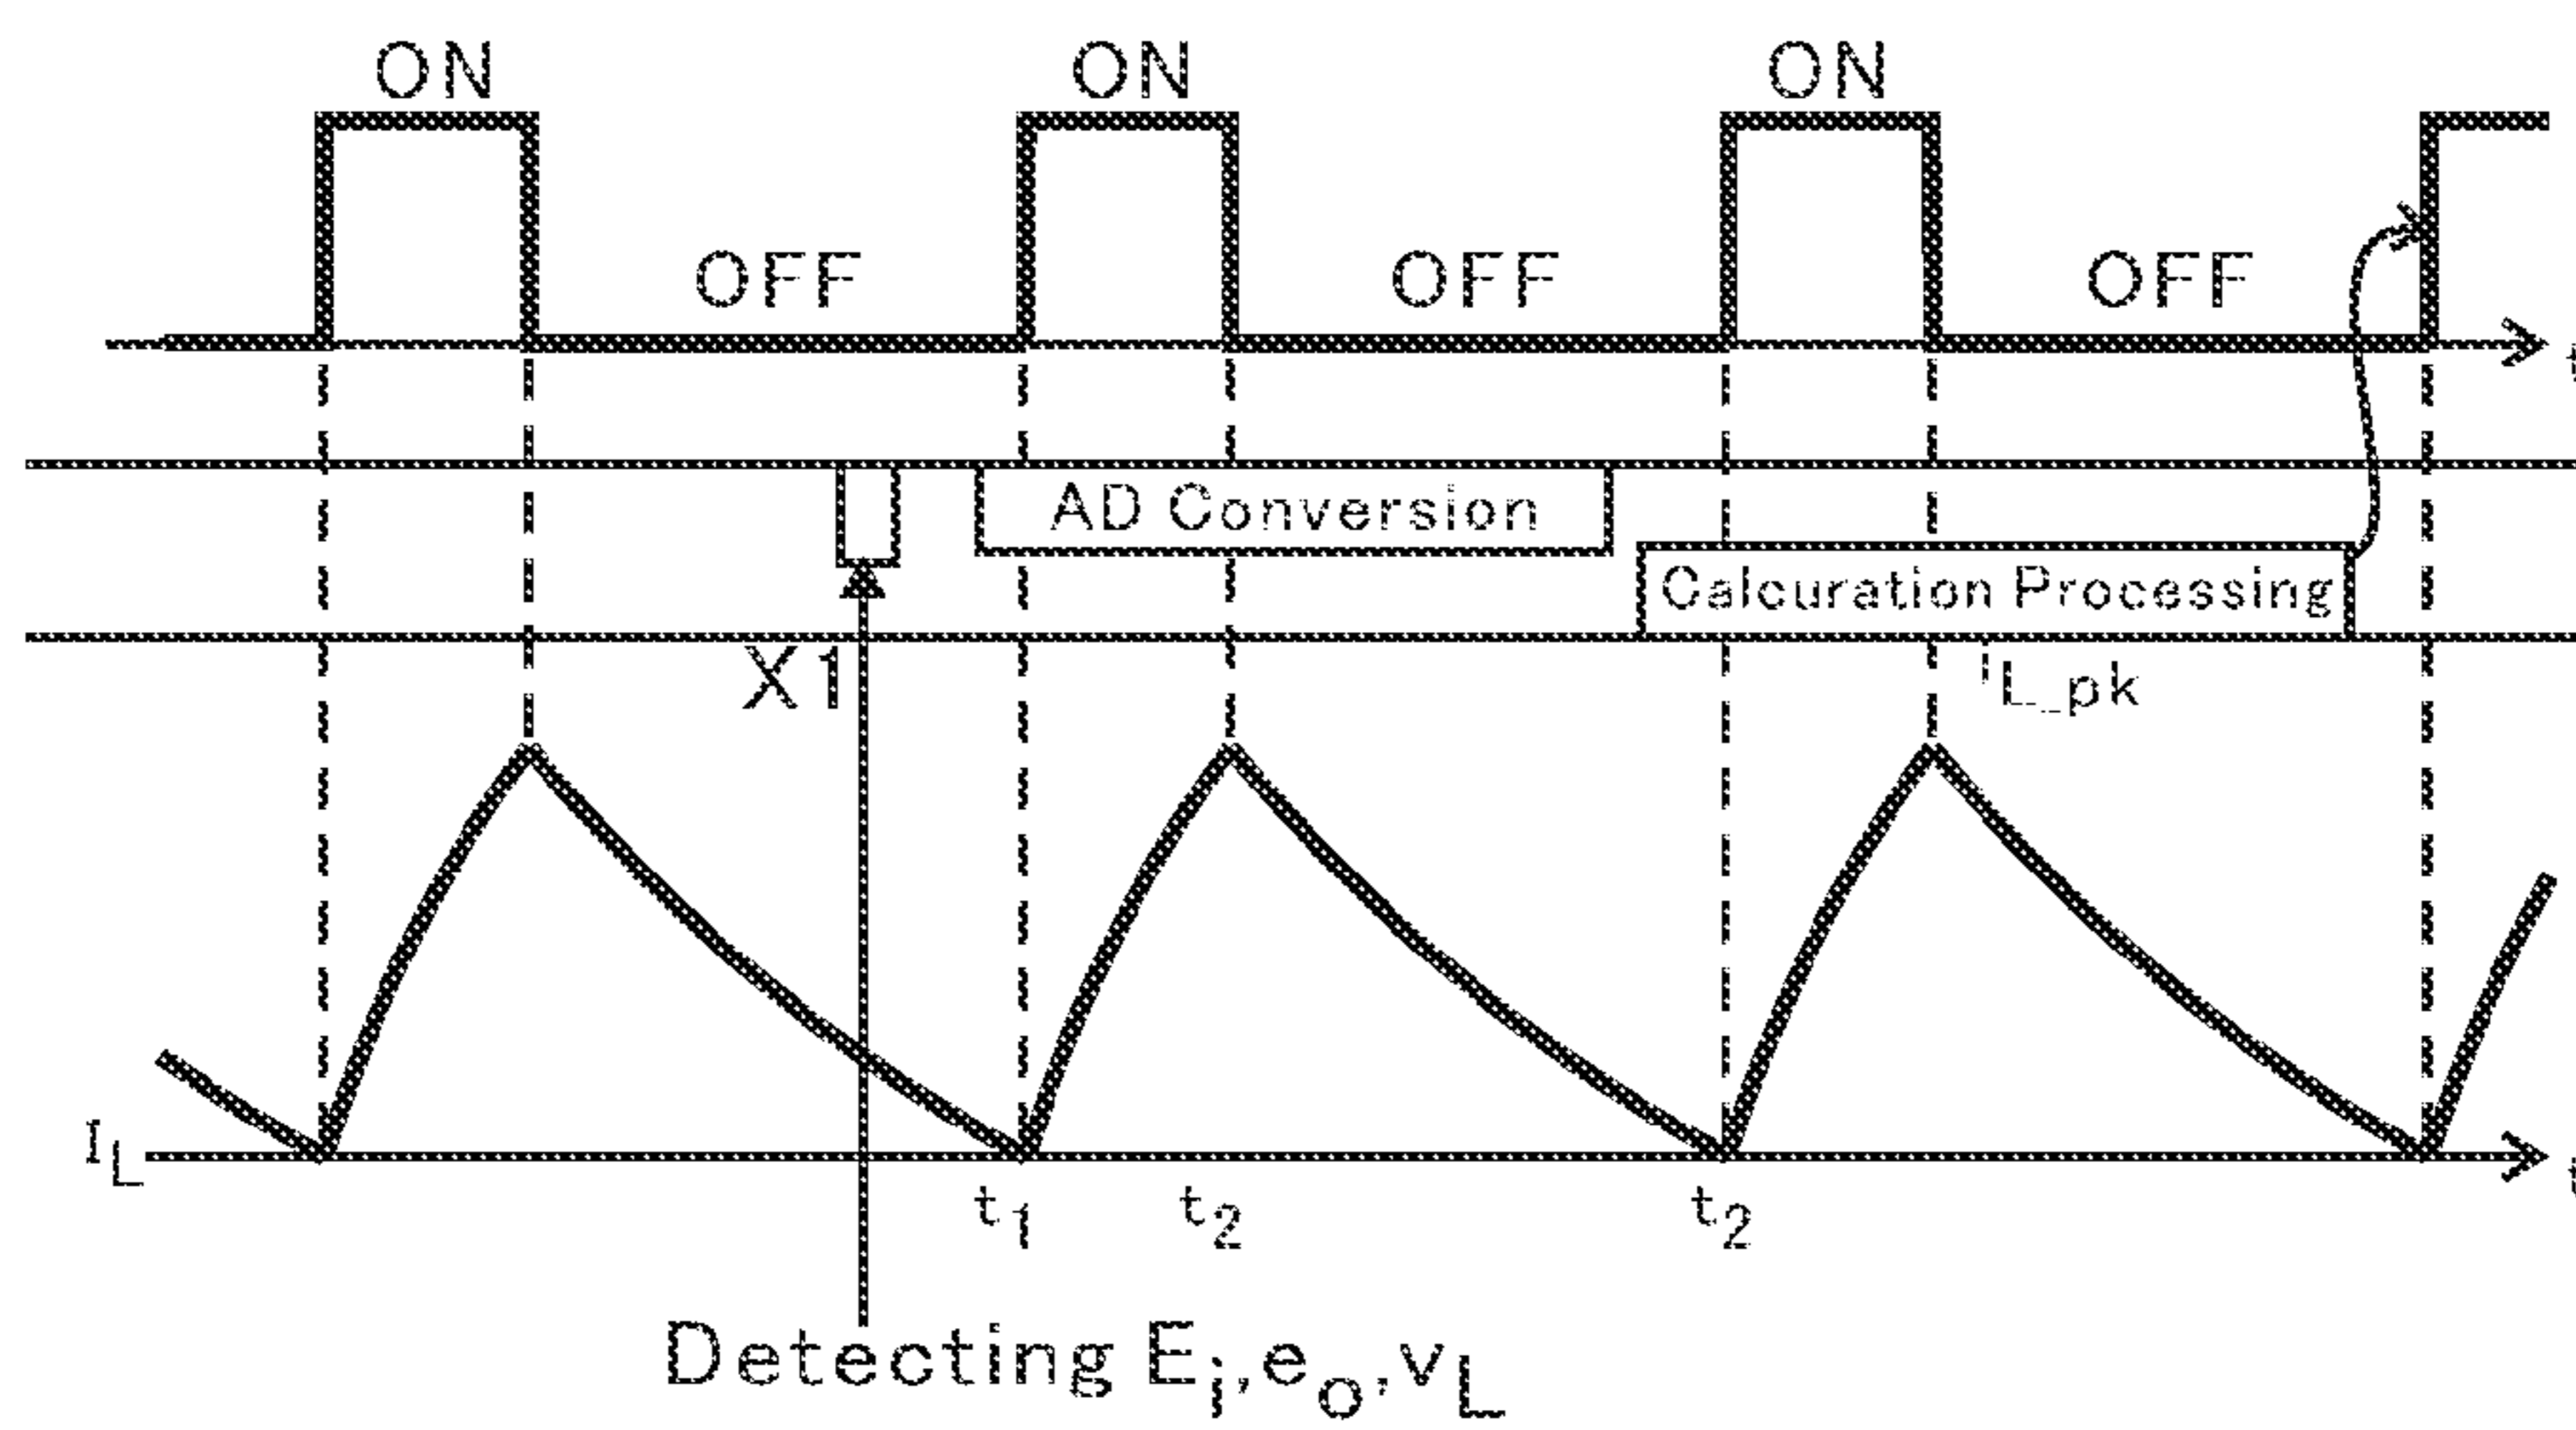 ON ON ON
OFF OFF OFF
t
AD Conversion
Calcuration Processing
X1
iL_pk
IL
t
t1 t2 t2
Detecting Ei,eo,vL